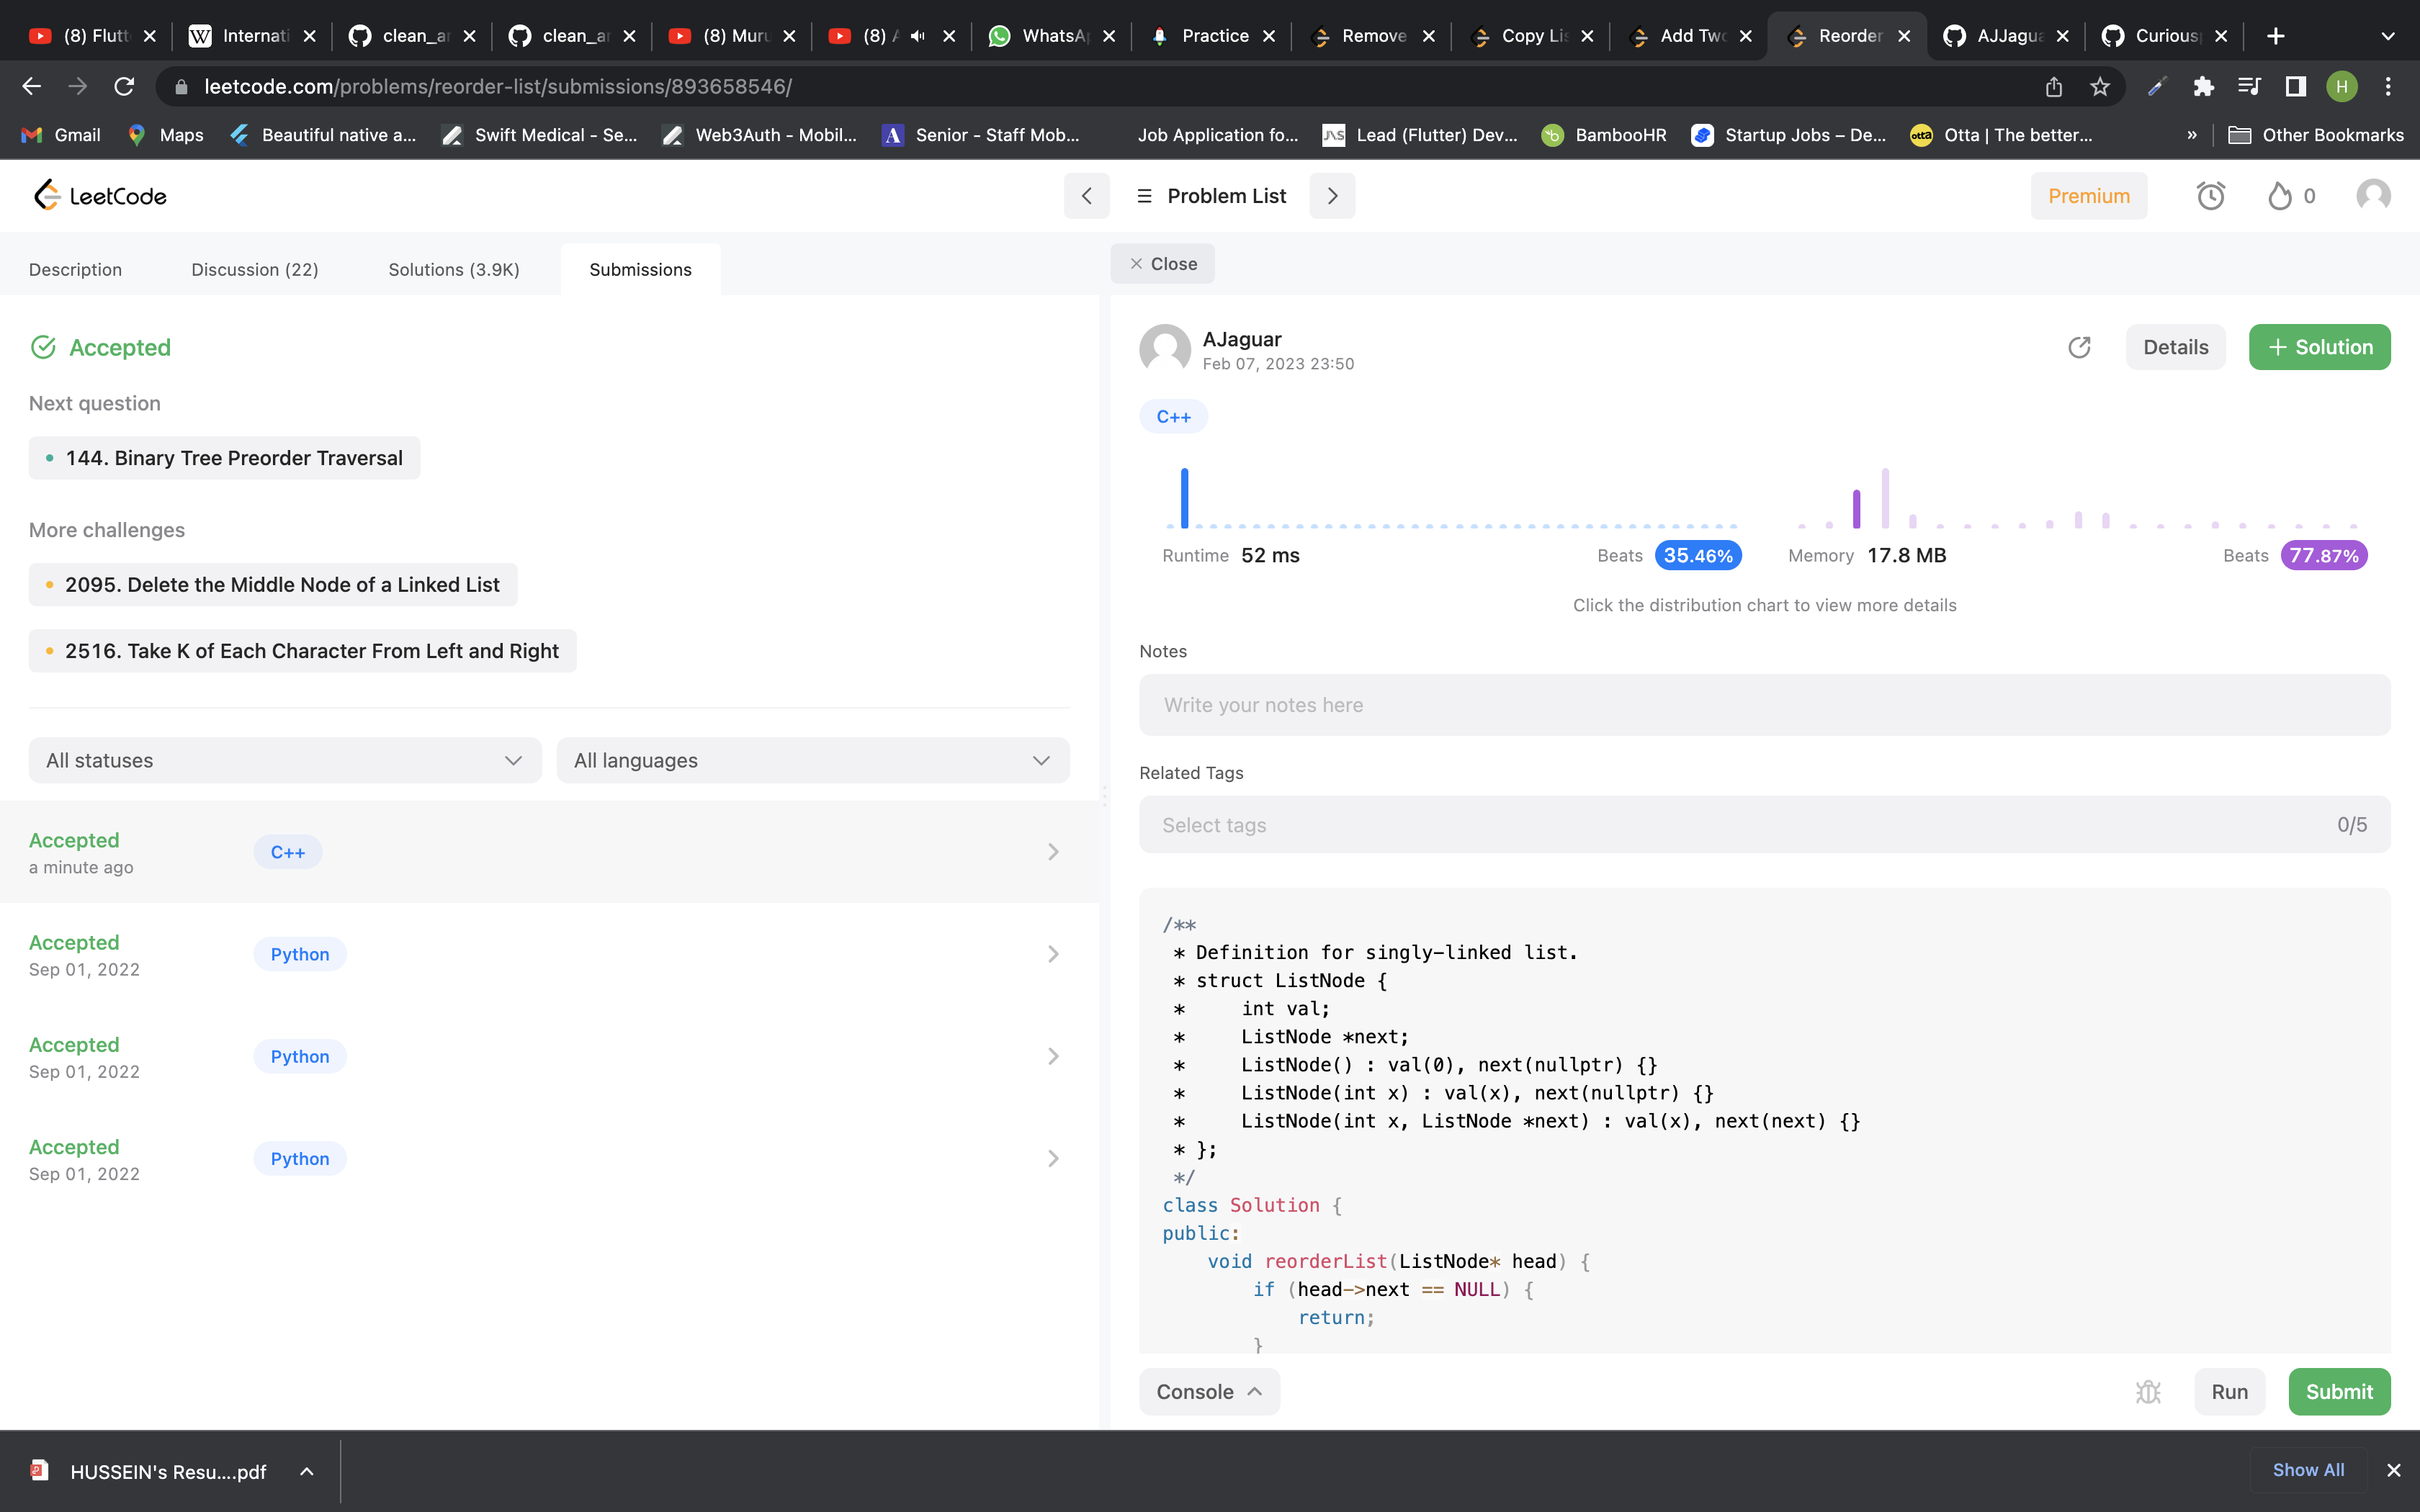 (8) Flutt
Internati
clean_ar
clean_ar
(8) Muru
(8) A
WhatsAp
Practice
Remove
Copy Lis
Add Two
Reorder
AJJagua
Curiousp
leetcode.com/problems/reorder-list/submissions/893658546/
H
Gmail
Maps
Beautiful native a...
Swift Medical - Se...
Web3Auth - Mobil...
Senior - Staff Mob...
Job Application fo...
Lead (Flutter) Dev...
BambooHR
Startup Jobs – De...
Otta | The better...
»
Other Bookmarks
LeetCode
Problem List
Premium
0
Description
Discussion (22)
Solutions (3.9K)
Submissions
Close
Accepted
Next question
144. Binary Tree Preorder Traversal
More challenges
2095. Delete the Middle Node of a Linked List
2516. Take K of Each Character From Left and Right
All statuses
All languages
Accepted
a minute ago
C++
Accepted
Sep 01, 2022
Python
Accepted
Sep 01, 2022
Python
Accepted
Sep 01, 2022
Python
AJaguar
Feb 07, 2023 23:50
Details
+ Solution
C++
Runtime 52 ms
Beats 35.46%
Memory 17.8 MB
Beats 77.87%
Click the distribution chart to view more details
Notes
Write your notes here
Related Tags
Select tags
0/5
/**
 * Definition for singly-linked list.
 * struct ListNode {
 *     int val;
 *     ListNode *next;
 *     ListNode() : val(0), next(nullptr) {}
 *     ListNode(int x) : val(x), next(nullptr) {}
 *     ListNode(int x, ListNode *next) : val(x), next(next) {}
 * };
 */
class Solution {
public:
    void reorderList(ListNode* head) {
        if (head->next == NULL) {
            return;
        }
Console
Run
Submit
HUSSEIN's Resu....pdf
Show All